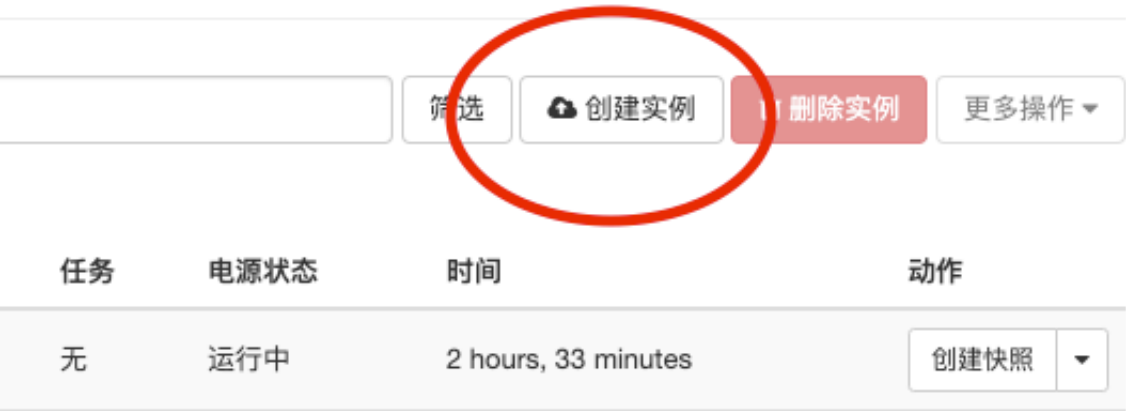 筛选 创建实例 删除实例 更多操作
任务 电源状态 时间 动作
无 运行中 2 hours, 33 minutes 创建快照